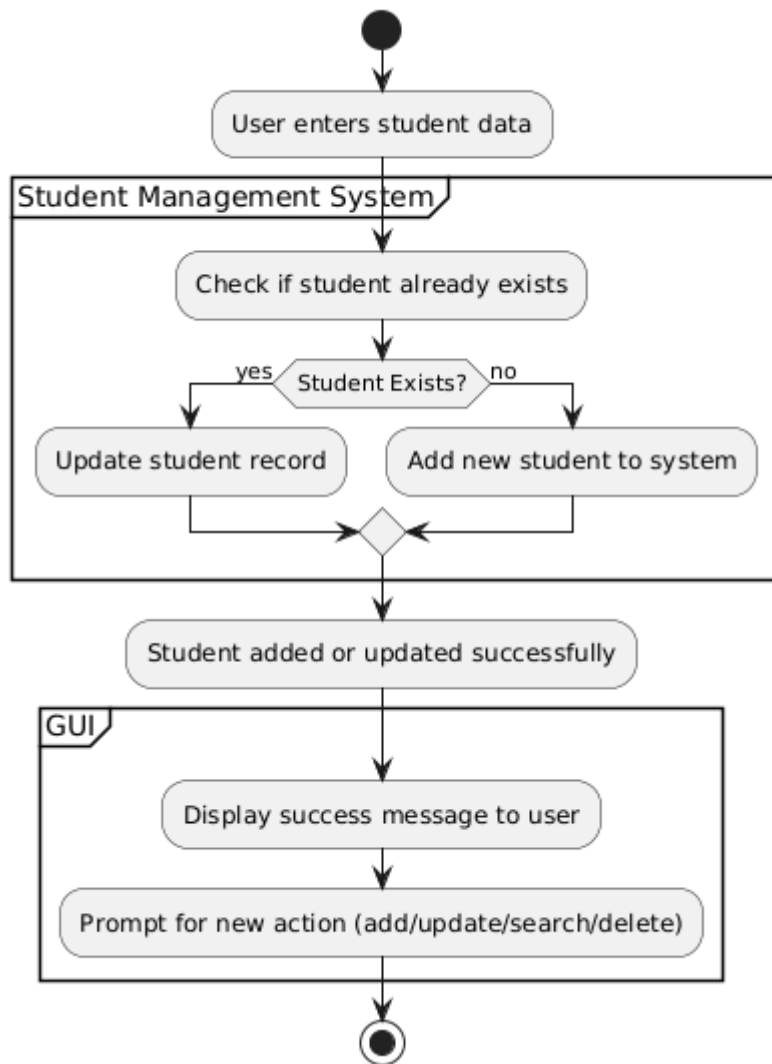 User enters student data
Student Management System
Check if student already exists
yes
Student Exists?
no
Update student record
Add new student to system
Student added or updated successfully
GUI
Display success message to user
Prompt for new action (add/update/search/delete)